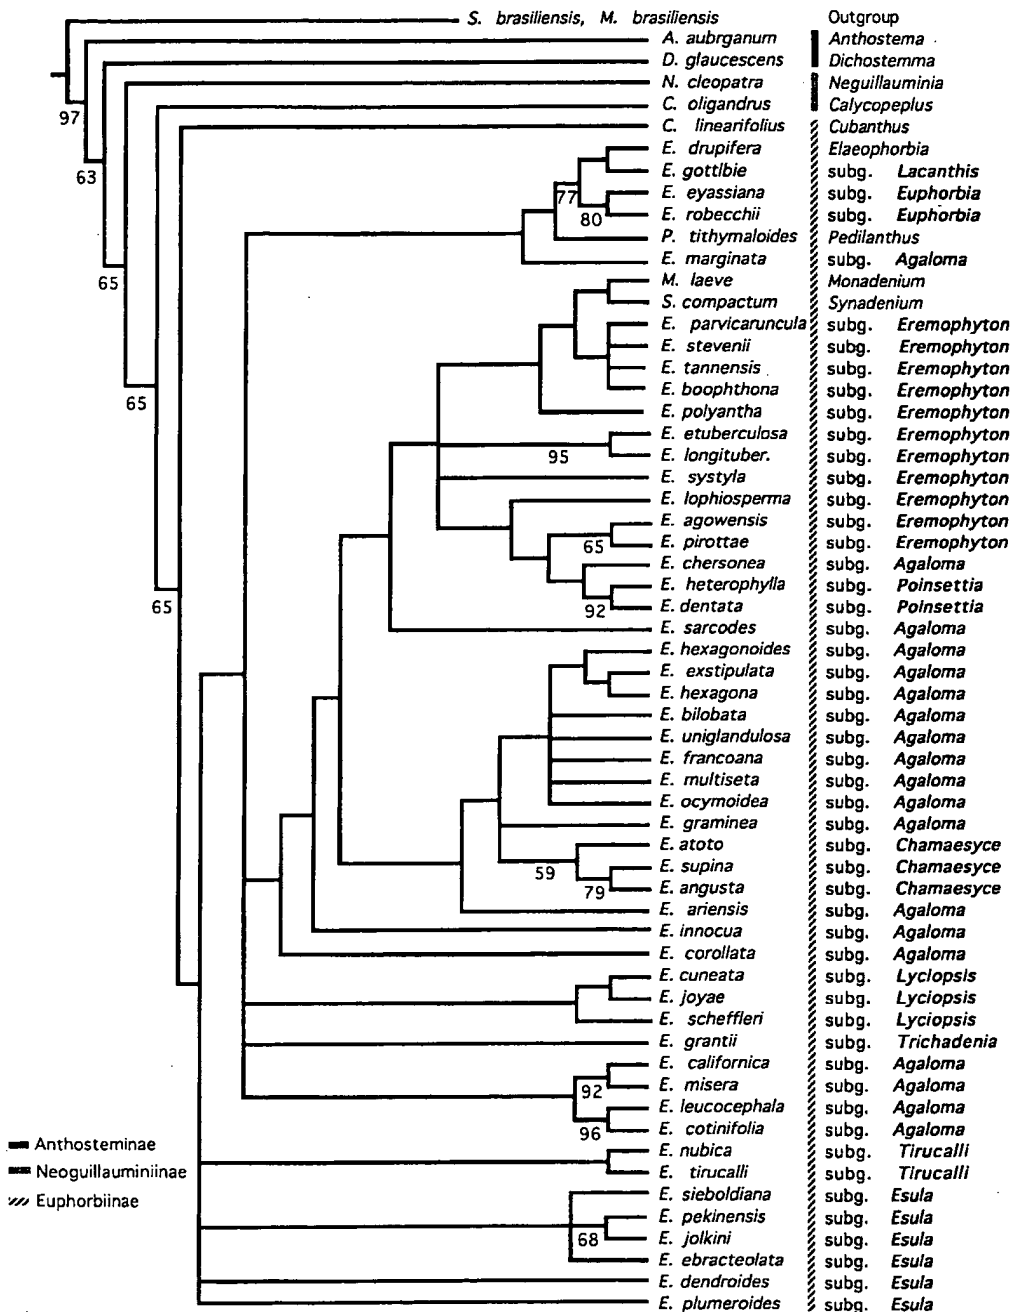 S. brasiliensis, M. brasiliensis Outgroup
A. aubrganum Anthostema
D. glaucescens Dichostemma
N. cleopatra Neguillauminia
97
C. oligandrus Calycopeplus
C. linearifolius Cubanthus
E. drupifera Elaeophorbia
63
E. gottlbie subg. Lacanthis
77
E. eyassiana subg. Euphorbia
80
E. robecchii subg. Euphorbia
P. tithymaloides Pedilanthus
E. marginata subg. Agaloma
65
M. laeve Monadenium
S. compactum Synadenium
E. parvicaruncula subg. Eremophyton
E. stevenii subg. Eremophyton
E. tannensis subg. Eremophyton
E. boophthona subg. Eremophyton
65
E. polyantha subg. Eremophyton
E. etuberculosa subg. Eremophyton
95
E. longituber. subg. Eremophyton
E. systyla subg. Eremophyton
E. lophiosperma subg. Eremophyton
E. agowensis subg. Eremophyton
65
E. pirottae subg. Eremophyton
E. chersonea subg. Agaloma
E. heterophylla subg. Poinsettia
65
92
E. dentata subg. Poinsettia
E. sarcodes subg. Agaloma
E. hexagonoides subg. Agaloma
E. exstipulata subg. Agaloma
E. hexagona subg. Agaloma
E. bilobata subg. Agaloma
E. uniglandulosa subg. Agaloma
E. francoana subg. Agaloma
E. multiseta subg. Agaloma
E. ocymoidea subg. Agaloma
E. graminea subg. Agaloma
E. atoto subg. Chamaesyce
59
E. supina subg. Chamaesyce
79
E. angusta subg. Chamaesyce
E. ariensis subg. Agaloma
E. innocua subg. Agaloma
E. corollata subg. Agaloma
E. cuneata subg. Lyciopsis
E. joyae subg. Lyciopsis
E. scheffleri subg. Lyciopsis
E. grantii subg. Trichadenia
E. californica subg. Agaloma
92
E. misera subg. Agaloma
E. leucocephala subg. Agaloma
96
E. cotinifolia subg. Agaloma
Anthosteminae
E. nubica subg. Tirucalli
Neoguillauminiinae
E. tirucalli subg. Tirucalli
Euphorbiinae
E. sieboldiana subg. Esula
E. pekinensis subg. Esula
68
E. jolkini subg. Esula
E. ebracteolata subg. Esula
E. dendroides subg. Esula
E. plumeroides subg. Esula